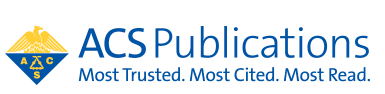 ACS Publications
Most Trusted. Most Cited. Most Read.
A C S